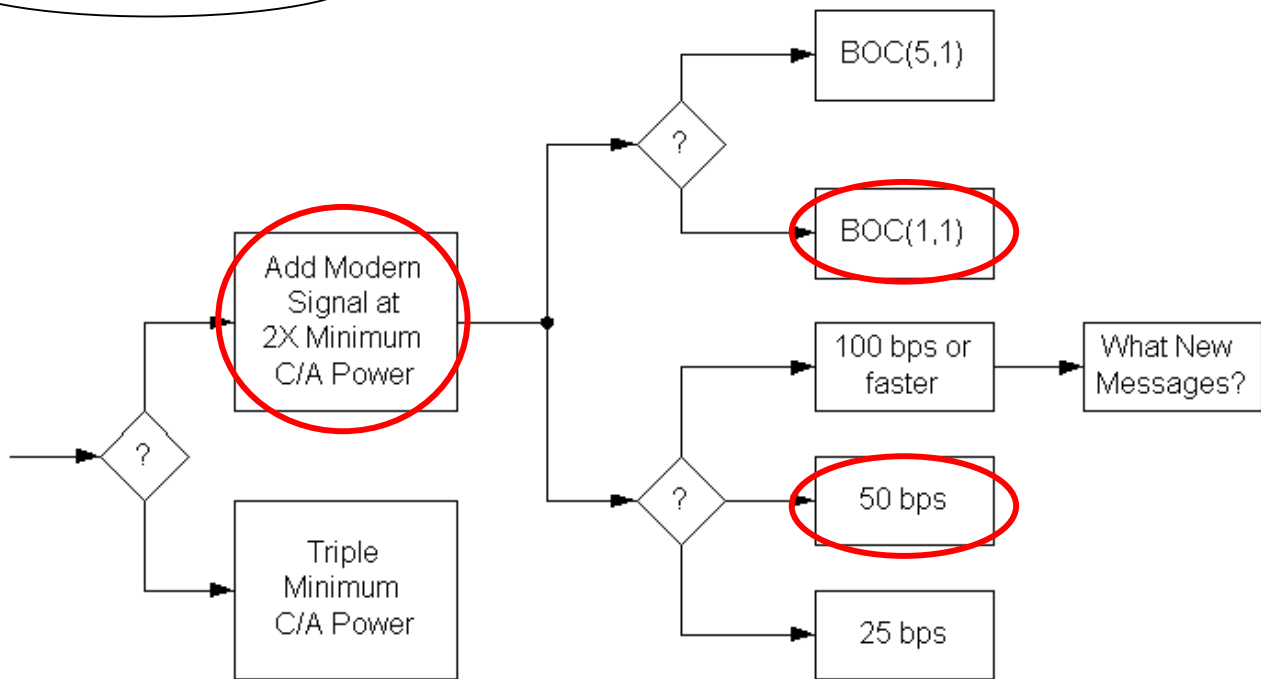 BOC(5,1)
?
BOC(1,1)
Add Modern
Signal at
2X Minimum
C/A Power
100 bps or
faster
What New
Messages?
?
?
50 bps
Triple
Minimum
C/A Power
25 bps